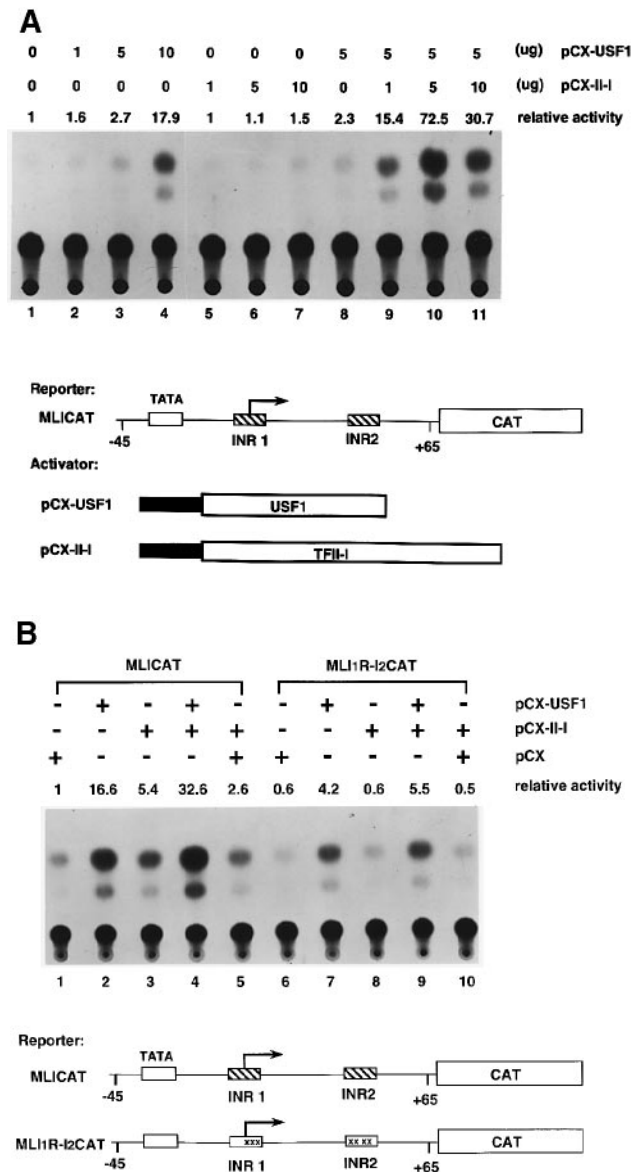 A
0 1 5 10 0 0 0 5 5 5 5 (ug) pCX-USF1
0 0 0 0 1 5 10 0 1 5 10 (ug) pCX-II-I
1 1.6 2.7 17.9 1 1.1 1.5 2.3 15.4 72.5 30.7 relative activity
1 2 3 4 5 6 7 8 9 10 11
Reporter:
TATA
MLICAT
CAT
-45 INR 1 INR2 +65
Activator:
pCX-USF1 USF1
pCX-II-I TFII-I
B
MLICAT MLI1R-I2CAT
- + - + - - + - + - pCX-USF1
- - + + + - - + + + pCX-II-I
+ - - - + + - - - + pCX
1 16.6 5.4 32.6 2.6 0.6 4.2 0.6 5.5 0.5 relative activity
1 2 3 4 5 6 7 8 9 10
Reporter:
TATA
MLICAT CAT
-45 INR 1 INR2 +65
MLI1R-I2CAT xxx xx xx CAT
-45 INR 1 INR2 +65